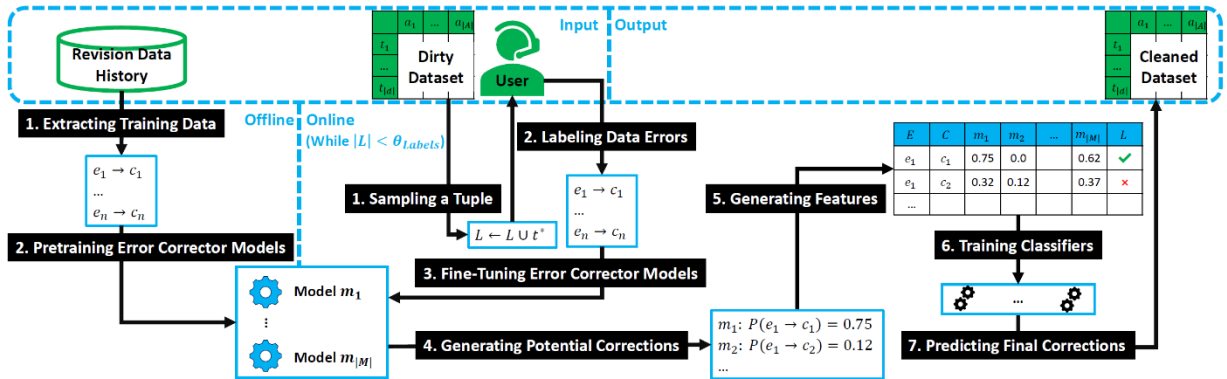 Input
Output
Revision Data
History
a_1 ... a_|A|
t_1
...
t_|d|
Dirty
Dataset
User
a_1 ... a_|A|
t_1
...
t_|d|
Cleaned
Dataset
1. Extracting Training Data
Offline
Online
(While |L| < θ_Labels)
e_1 → c_1
...
e_n → c_n
2. Pretraining Error Corrector Models
1. Sampling a Tuple
L ← L ∪ t*
2. Labeling Data Errors
e_1 → c_1
...
e_n → c_n
3. Fine-Tuning Error Corrector Models
Model m_1
⋮
Model m_|M|
4. Generating Potential Corrections
m_1: P(e_1 → c_1) = 0.75
m_2: P(e_1 → c_2) = 0.12
...
5. Generating Features
E C m_1 m_2 ... m_|M| L
e_1 c_1 0.75 0.0 0.62 ✓
e_1 c_2 0.32 0.12 0.37 ×
...
6. Training Classifiers
...
7. Predicting Final Corrections